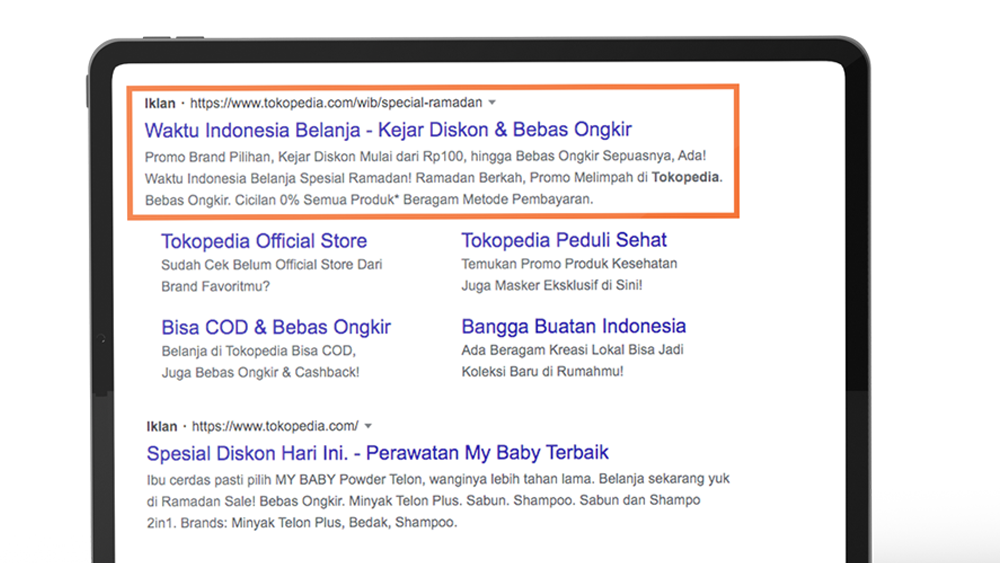 Iklan · https://www.tokopedia.com/wib/special-ramadan
Waktu Indonesia Belanja - Kejar Diskon & Bebas Ongkir
Promo Brand Pilihan, Kejar Diskon Mulai dari Rp100, hingga Bebas Ongkir Sepuasnya, Ada!
Waktu Indonesia Belanja Spesial Ramadan! Ramadan Berkah, Promo Melimpah di Tokopedia.
Bebas Ongkir. Cicilan 0% Semua Produk* Beragam Metode Pembayaran.
Tokopedia Official Store
Sudah Cek Belum Official Store Dari
Brand Favoritmu?
Tokopedia Peduli Sehat
Temukan Promo Produk Kesehatan
Juga Masker Eksklusif di Sini!
Bisa COD & Bebas Ongkir
Belanja di Tokopedia Bisa COD,
Juga Bebas Ongkir & Cashback!
Bangga Buatan Indonesia
Ada Beragam Kreasi Lokal Bisa Jadi
Koleksi Baru di Rumahmu!
Iklan · https://www.tokopedia.com/
Spesial Diskon Hari Ini. - Perawatan My Baby Terbaik
Ibu cerdas pasti pilih MY BABY Powder Telon, wanginya lebih tahan lama. Belanja sekarang yuk
di Ramadan Sale! Bebas Ongkir. Minyak Telon Plus. Sabun. Shampoo. Sabun dan Shampo
2in1. Brands: Minyak Telon Plus, Bedak, Shampoo.